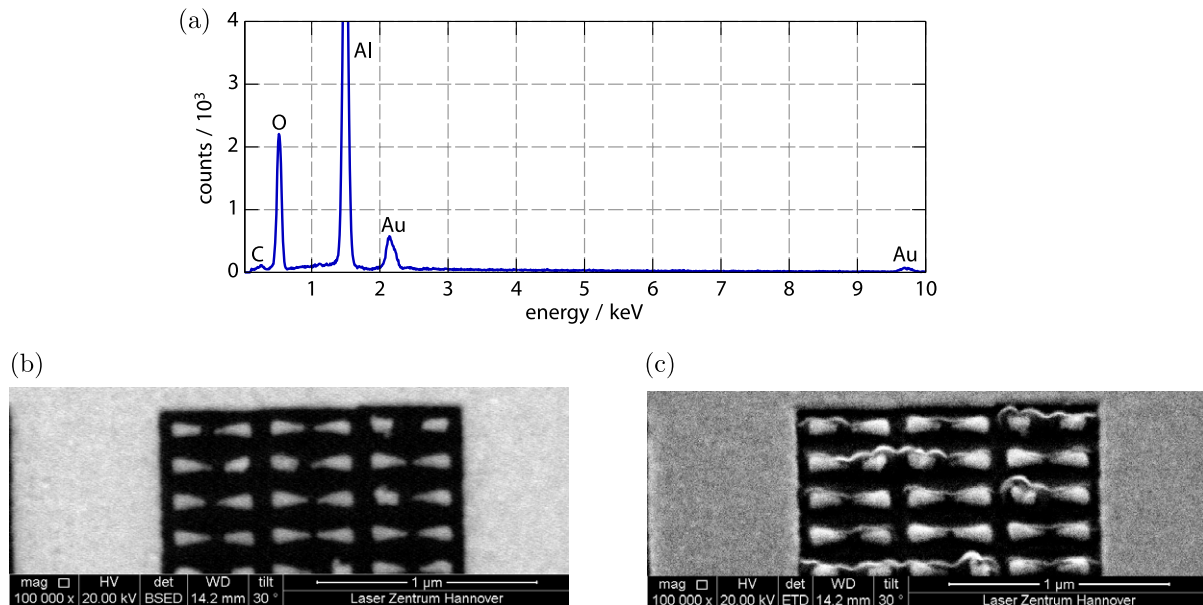 (a)
counts / 10³
4
3
2
1
0
C
O
Al
Au
Au
1 2 3 4 5 6 7 8 9 10
energy / keV
(b)
mag □ HV det WD tilt 1 µm
100 000 x 20.00 kV BSED 14.2 mm 30 ° Laser Zentrum Hannover
(c)
mag □ HV det WD tilt 1 µm
100 000 x 20.00 kV ETD 14.2 mm 30 ° Laser Zentrum Hannover